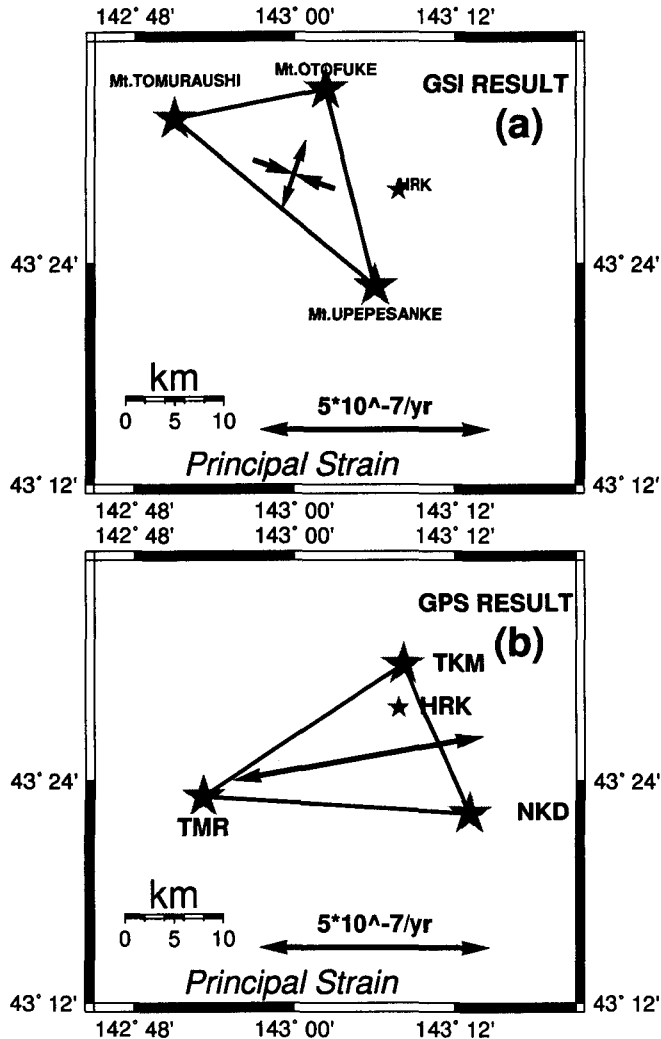 142° 48' 143° 00' 143° 12'
Mt.TOMURAUSHI
Mt.OTOFUKE
GSI RESULT
(a)
HRK
43° 24' 43° 24'
Mt.UPEPESANKE
km
0 5 10
5*10^-7/yr
Principal Strain
43° 12' 43° 12'
142° 48' 143° 00' 143° 12'
142° 48' 143° 00' 143° 12'
GPS RESULT
(b)
TKM
HRK
43° 24' 43° 24'
TMR
NKD
km
0 5 10
5*10^-7/yr
Principal Strain
43° 12' 43° 12'
142° 48' 143° 00' 143° 12'